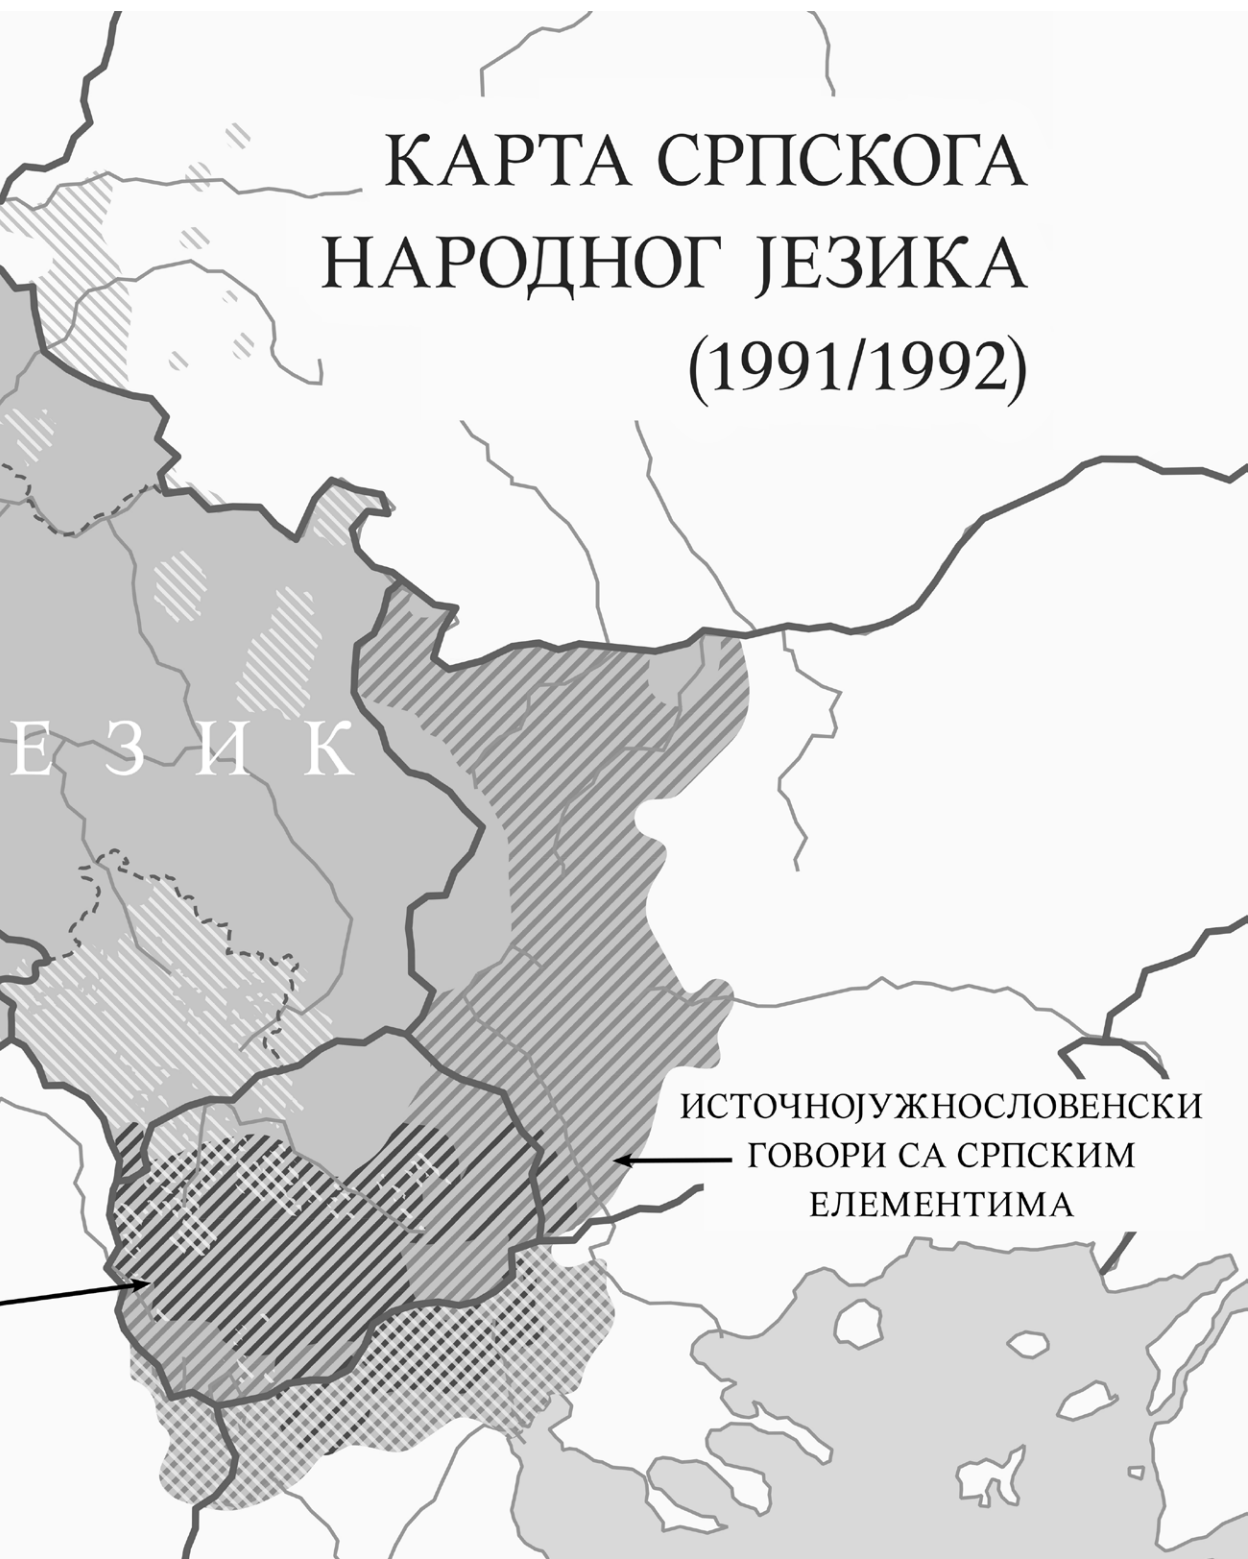 КАРТА СРПСКОГА
НАРОДНОГ ЈЕЗИКА
(1991/1992)
Е З И К
ИСТОЧНОЈУЖНОСЛОВЕНСКИ
ГОВОРИ СА СРПСКИМ
ЕЛЕМЕНТИМА